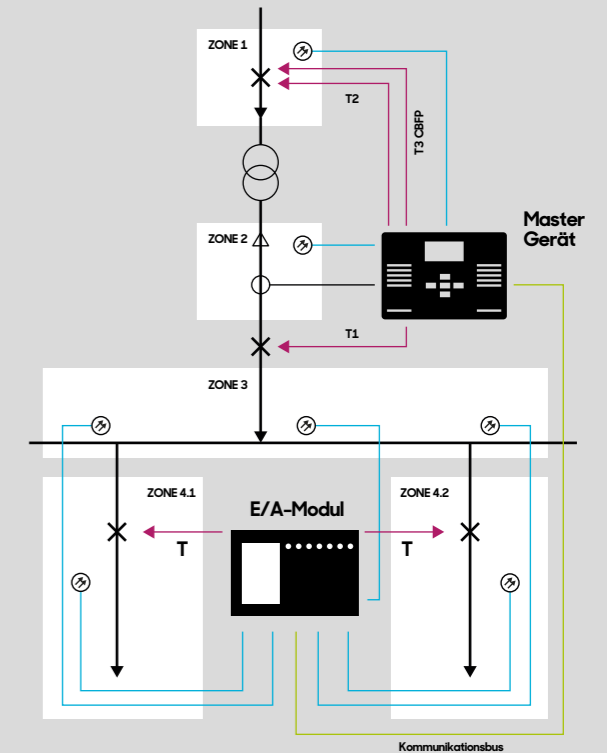 ZONE 1
T2
T3 CBFP
Master
Gerät
ZONE 2
T1
ZONE 3
ZONE 4.1
E/A-Modul
ZONE 4.2
T
T
Kommunikationsbus